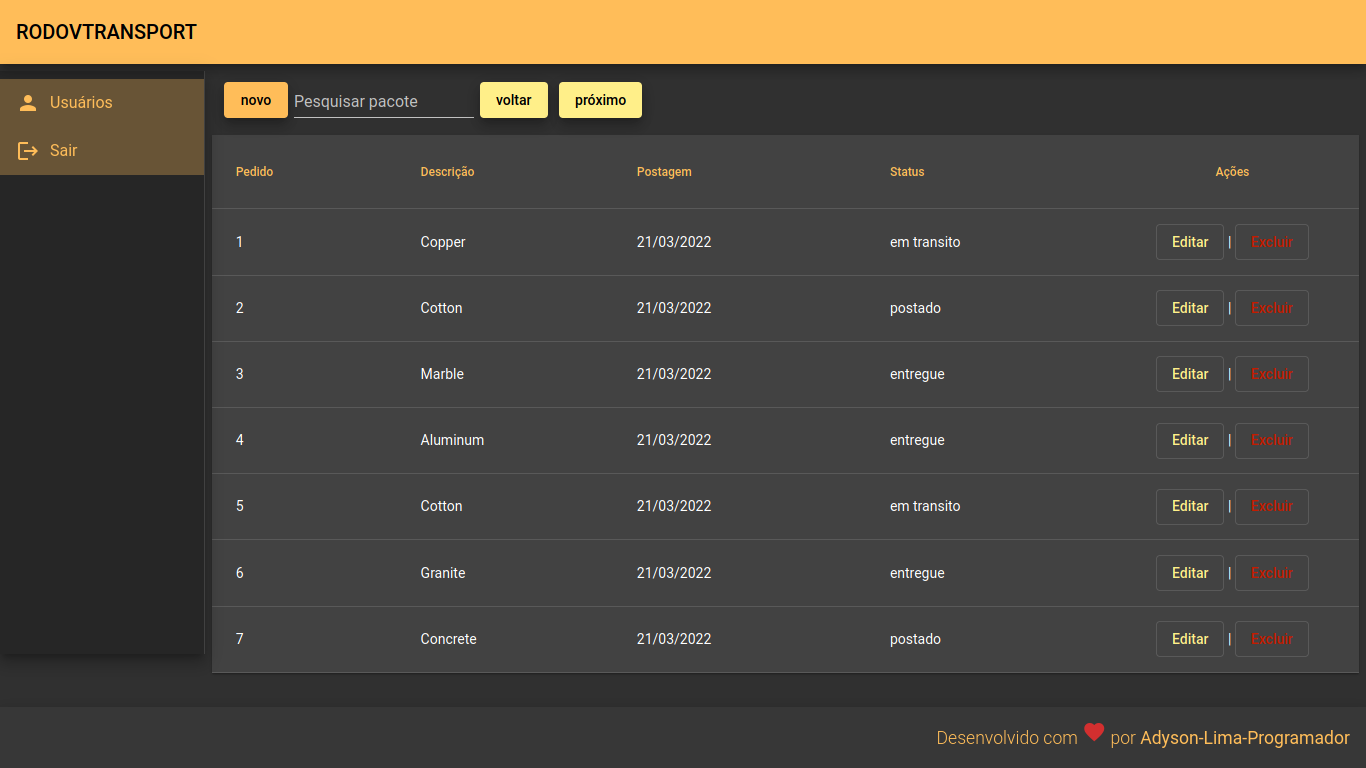 RODOVTRANSPORT
Usuários
Sair
novo Pesquisar pacote voltar próximo
Pedido Descrição Postagem Status Ações
1 Copper 21/03/2022 em transito Editar | Excluir
2 Cotton 21/03/2022 postado Editar | Excluir
3 Marble 21/03/2022 entregue Editar | Excluir
4 Aluminum 21/03/2022 entregue Editar | Excluir
5 Cotton 21/03/2022 em transito Editar | Excluir
6 Granite 21/03/2022 entregue Editar | Excluir
7 Concrete 21/03/2022 postado Editar | Excluir
Desenvolvido com por Adyson-Lima-Programador